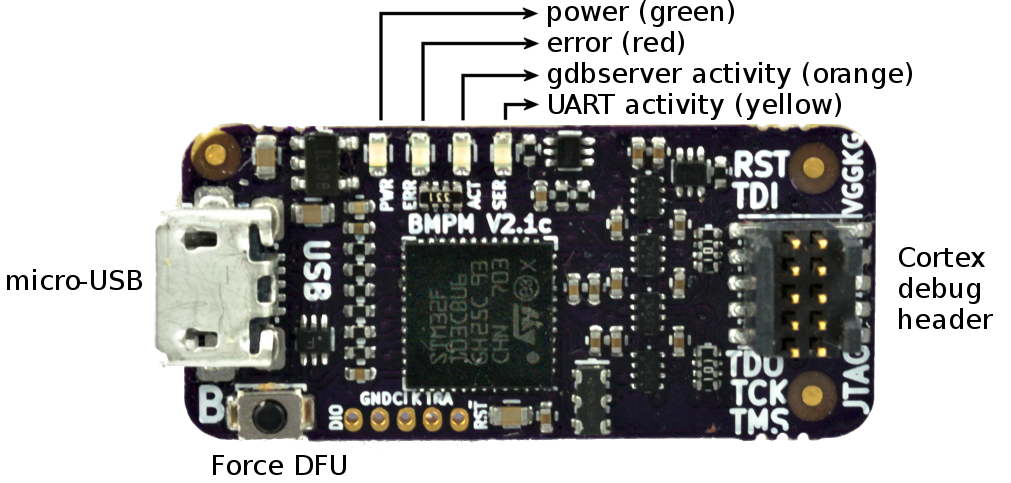 power (green)
error (red)
gdbserver activity (orange)
UART activity (yellow)
PWR
ERR
ACT
SER
BMPM V2.1c
RST
TDI
VGGKG
micro-USB
USB
STM32F
103CBU6
GH25C 93
CHN 703
Cortex
debug
header
TDO
TCK
TMS
JTAG
B
DIO
RST
Force DFU